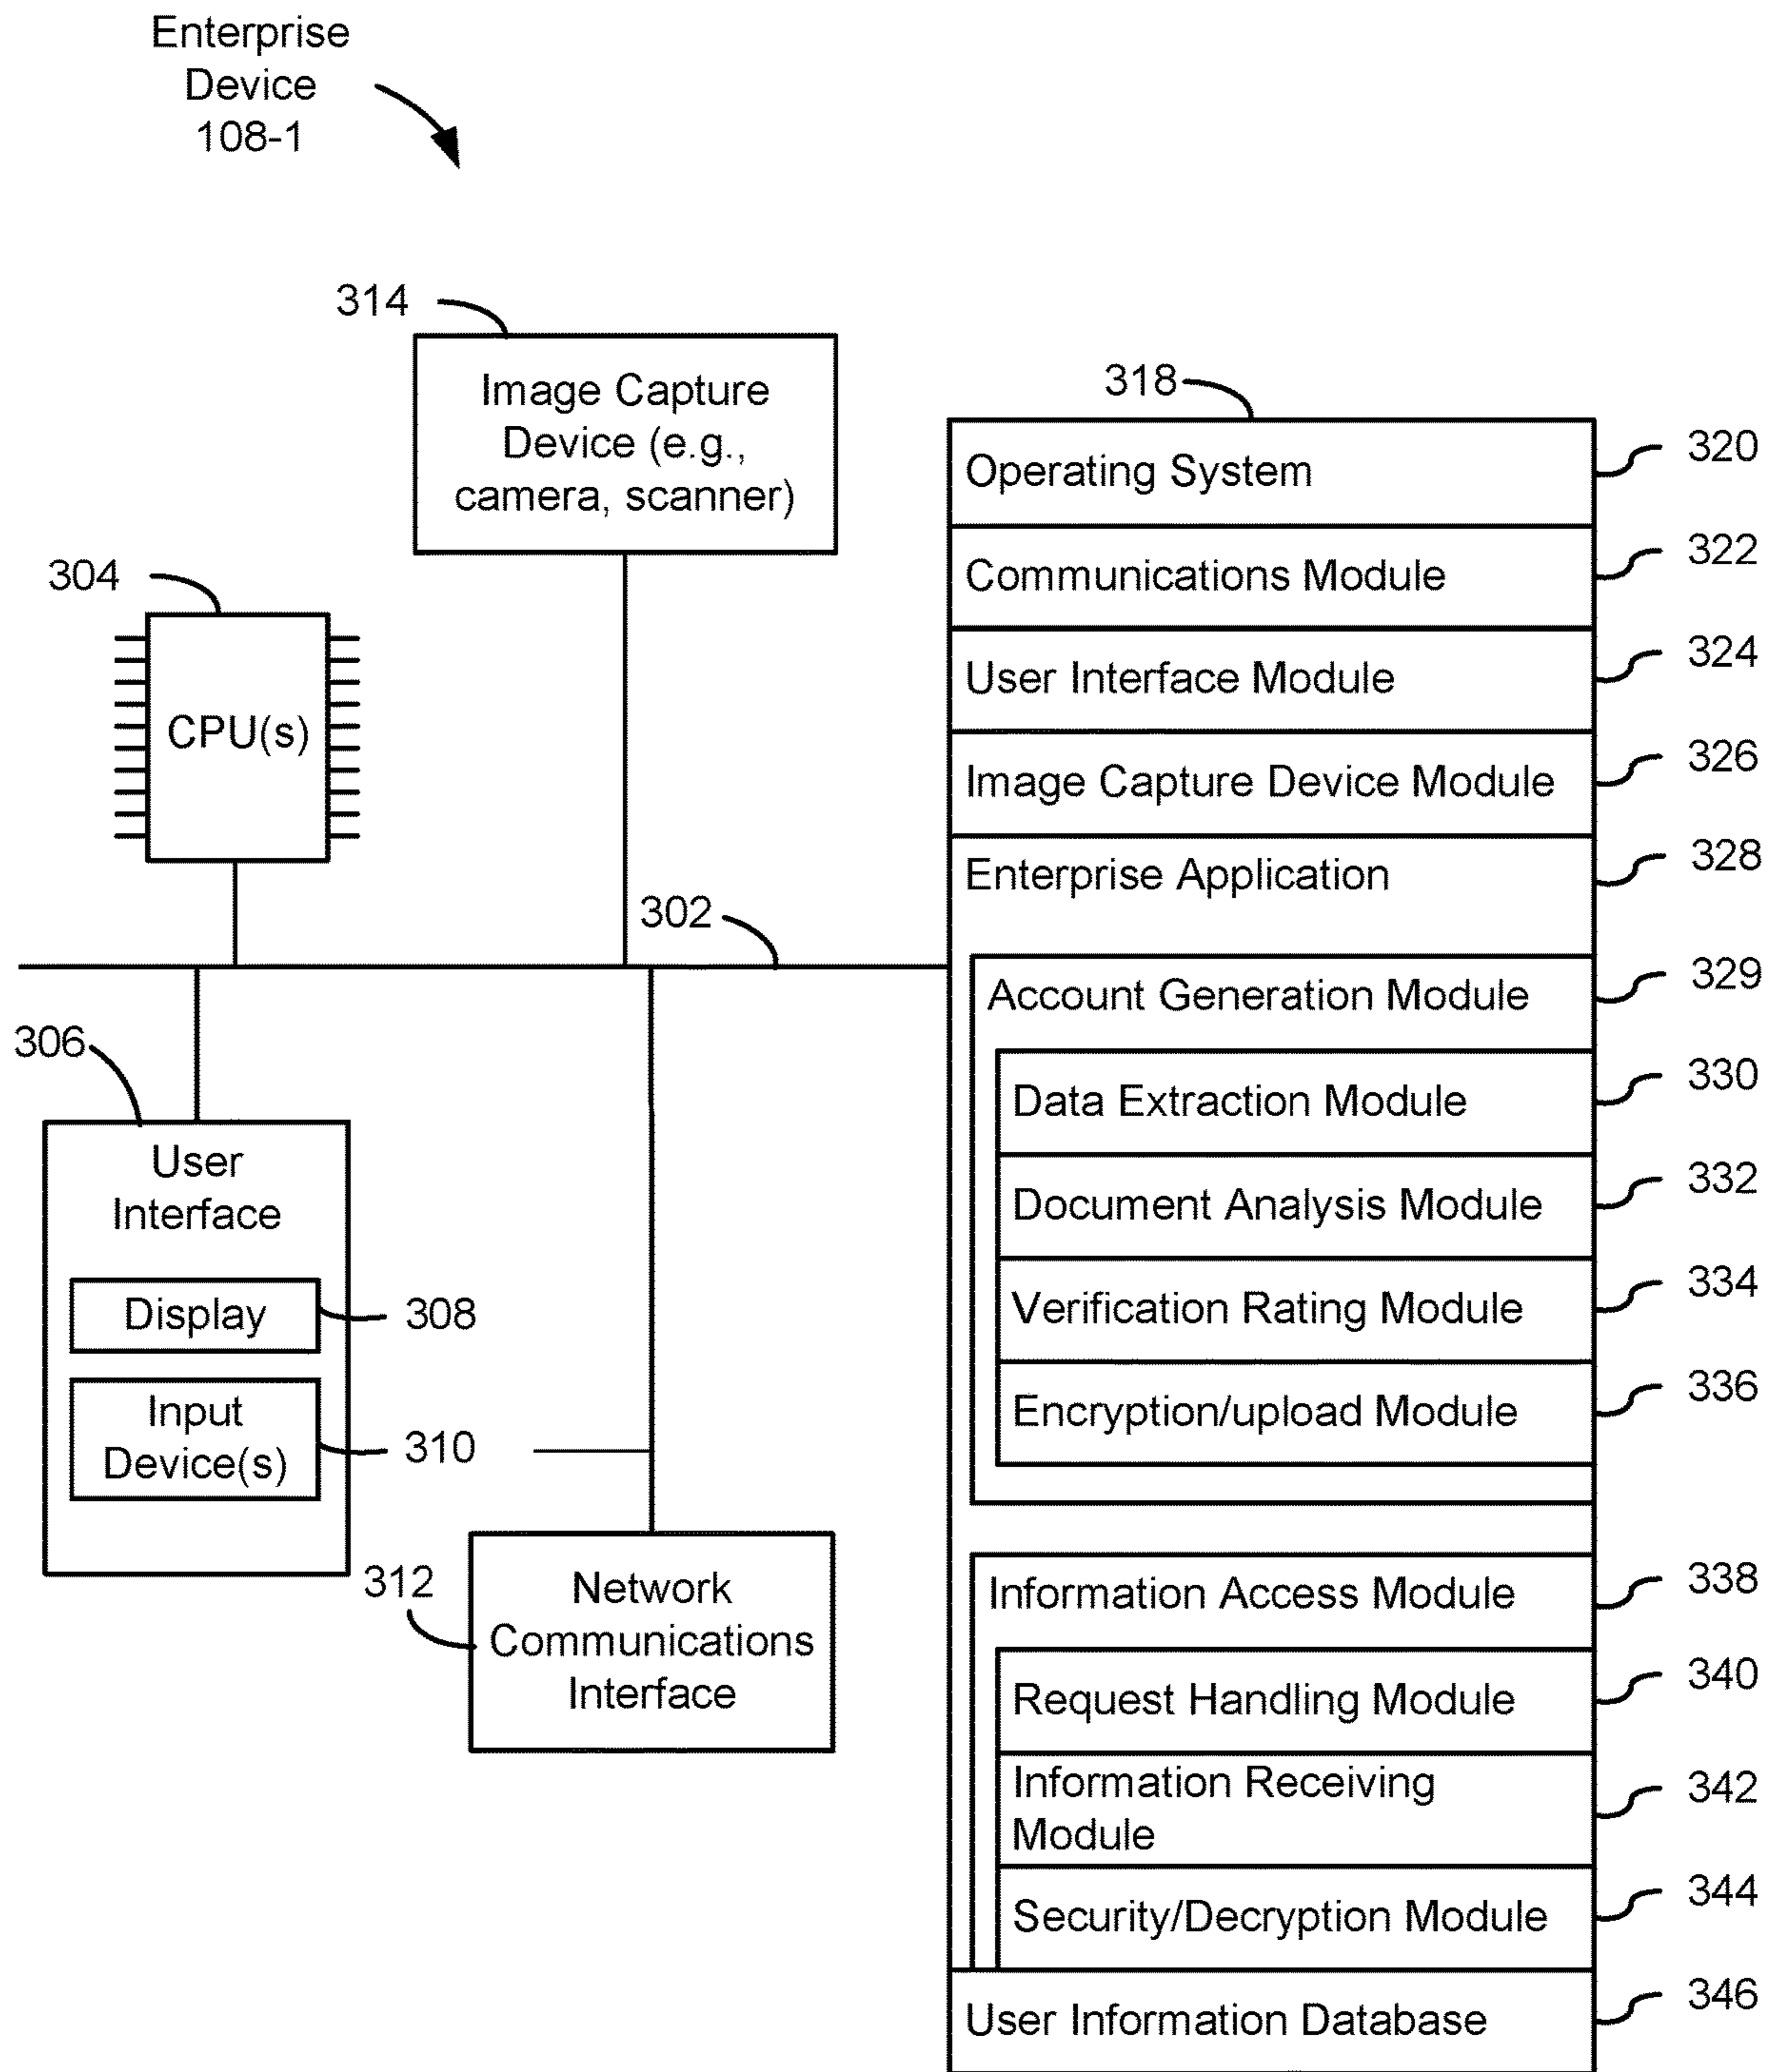 Enterprise
Device
108-1
314
Image Capture
Device (e.g.,
camera, scanner)
304
CPU(s)
302
306
User
Interface
Display
308
Input
Device(s)
310
312
Network
Communications
Interface
318
Operating System
320
Communications Module
322
User Interface Module
324
Image Capture Device Module
326
Enterprise Application
328
Account Generation Module
329
Data Extraction Module
330
Document Analysis Module
332
Verification Rating Module
334
Encryption/upload Module
336
Information Access Module
338
Request Handling Module
340
Information Receiving
Module
342
Security/Decryption Module
344
User Information Database
346